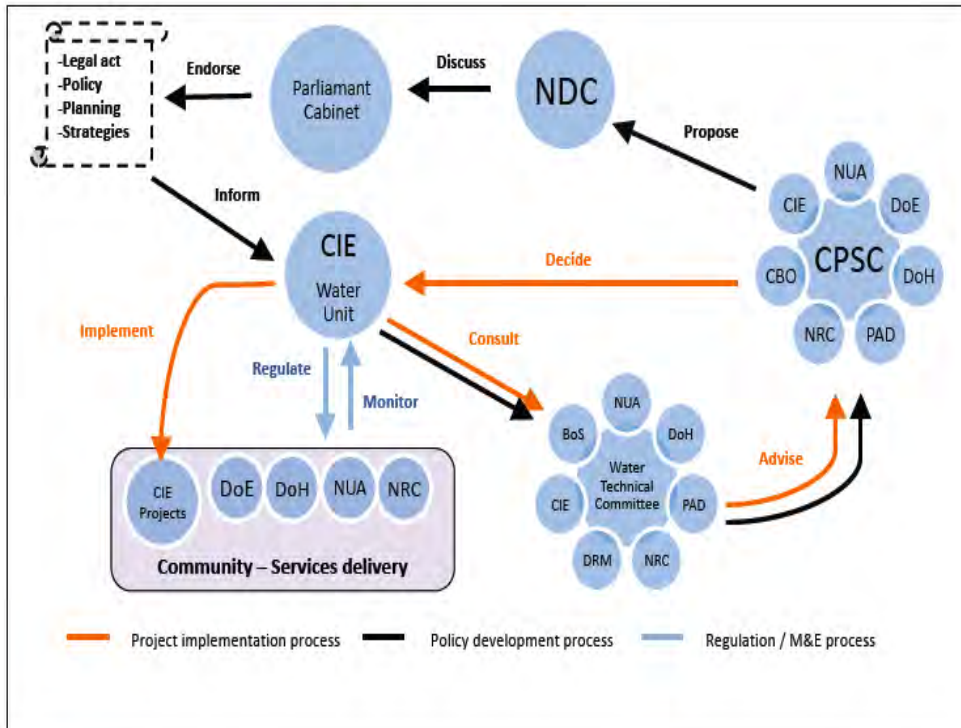 -Legal act
-Policy
-Planning
-Strategies
Endorse
Parliamant
Cabinet
Discuss
NDC
Propose
NUA
CIE
DoE
CPSC
CBO
DoH
NRC
PAD
Inform
CIE
Water
Unit
Decide
Implement
Regulate
Monitor
Consult
NUA
BoS
DoH
Water
Technical
Committee
CIE
PAD
DRM
NRC
Advise
CIE
Projects
DoE
DoH
NUA
NRC
Community – Services delivery
Project implementation process
Policy development process
Regulation / M&E process